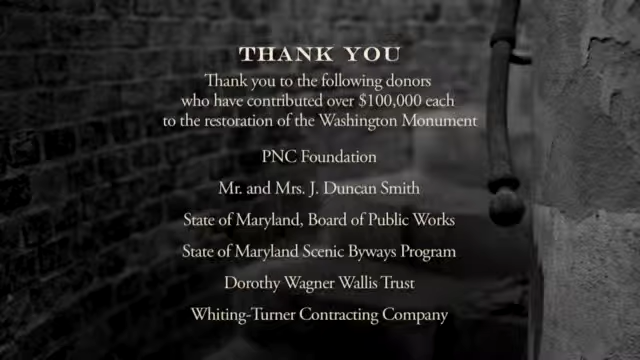 THANK YOU
Thank you to the following donors
who have contributed over $100,000 each
to the restoration of the Washington Monument
PNC Foundation
Mr. and Mrs. J. Duncan Smith
State of Maryland, Board of Public Works
State of Maryland Scenic Byways Program
Dorothy Wagner Wallis Trust
Whiting-Turner Contracting Company